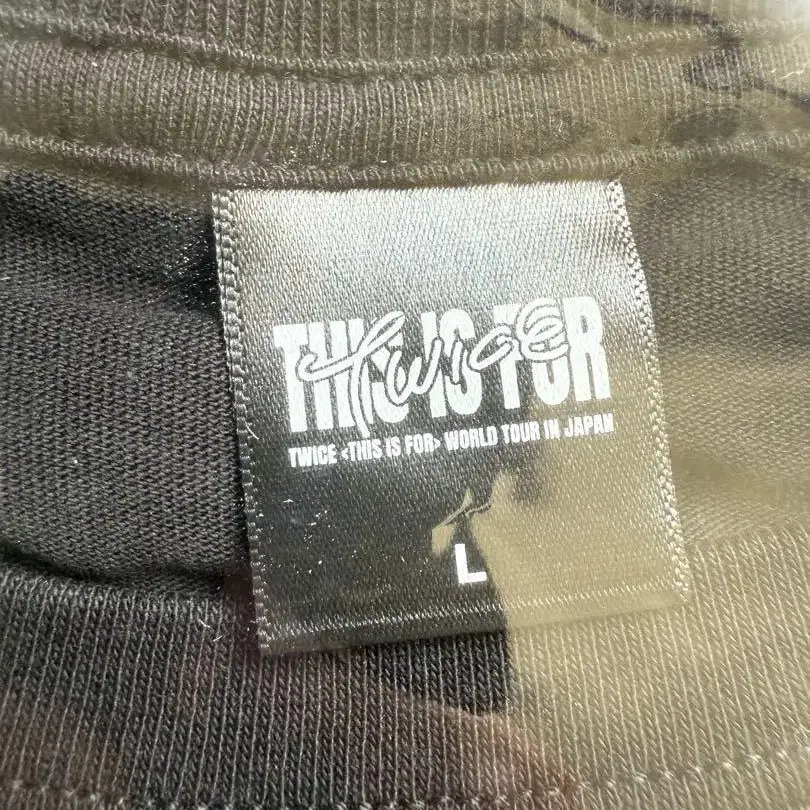 THIS IS FOR
TWICE
TWICE <THIS IS FOR> WORLD TOUR IN JAPAN
L